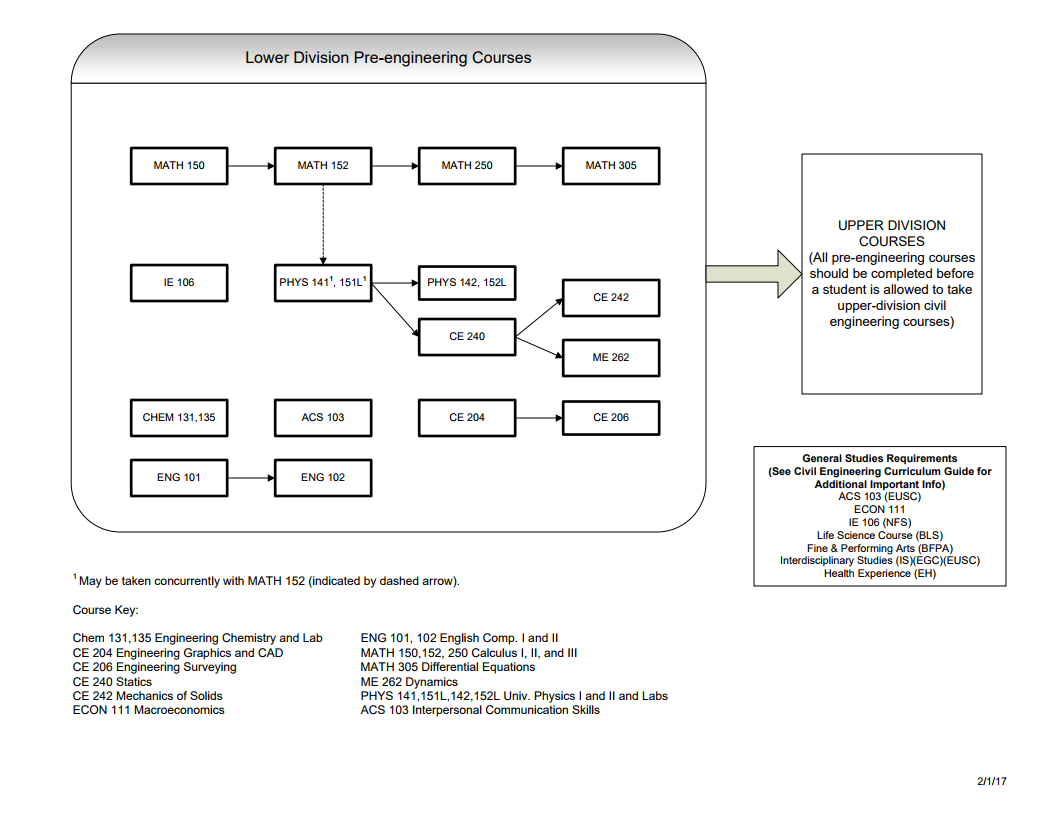 Lower Division Pre-engineering Courses
MATH 150
MATH 152
MATH 250
MATH 305
IE 106
PHYS 141¹, 151L¹
PHYS 142, 152L
CE 240
CE 242
ME 262
CHEM 131,135
ACS 103
CE 204
CE 206
ENG 101
ENG 102
UPPER DIVISION
COURSES
(All pre-engineering courses
should be completed before
a student is allowed to take
upper-division civil
engineering courses)
General Studies Requirements
(See Civil Engineering Curriculum Guide for
Additional Important Info)
ACS 103 (EUSC)
ECON 111
IE 106 (NFS)
Life Science Course (BLS)
Fine & Performing Arts (BFPA)
Interdisciplinary Studies (IS)(EGC)(EUSC)
Health Experience (EH)
¹ May be taken concurrently with MATH 152 (indicated by dashed arrow).
Course Key:
Chem 131,135 Engineering Chemistry and Lab
CE 204 Engineering Graphics and CAD
CE 206 Engineering Surveying
CE 240 Statics
CE 242 Mechanics of Solids
ECON 111 Macroeconomics
ENG 101, 102 English Comp. I and II
MATH 150,152, 250 Calculus I, II, and III
MATH 305 Differential Equations
ME 262 Dynamics
PHYS 141,151L,142,152L Univ. Physics I and II and Labs
ACS 103 Interpersonal Communication Skills
2/1/17